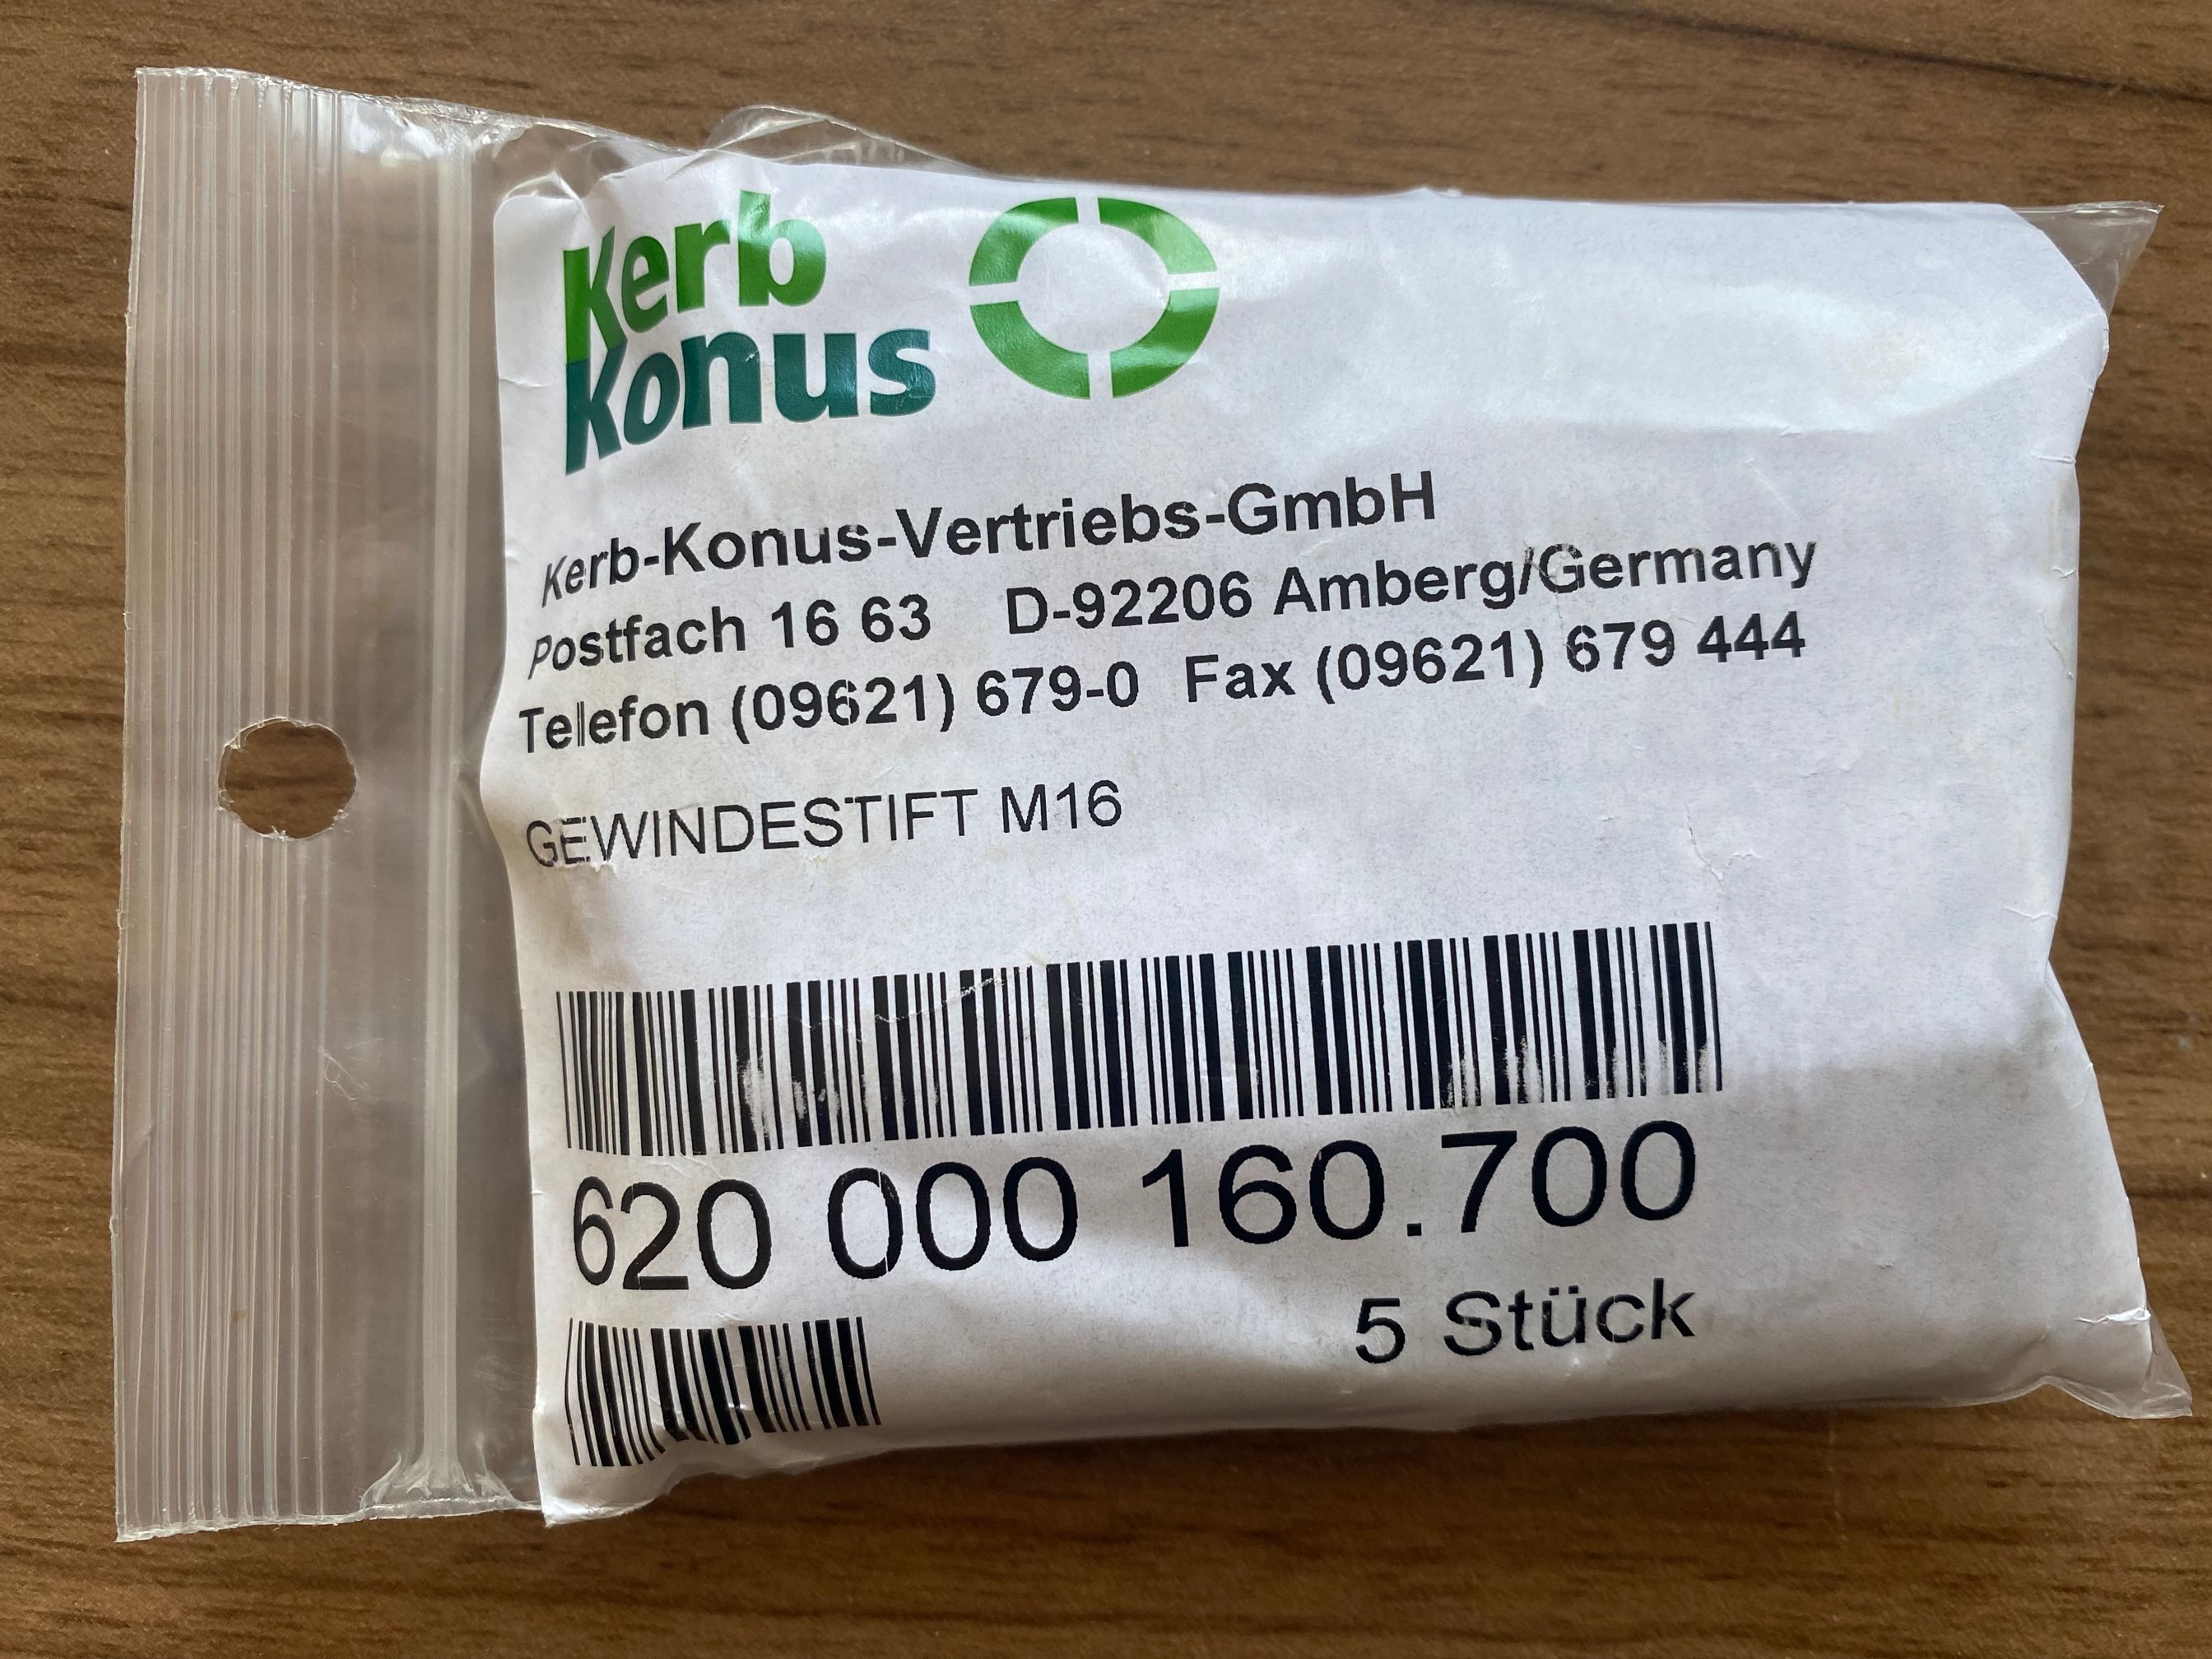 Kerb
Konus
Kerb-Konus-Vertriebs-GmbH
Postfach 16 63 D-92206 Amberg/Germany
Telefon (09621) 679-0 Fax (09621) 679 444
GEWINDESTIFT M16
620 000 160.700
5 Stück